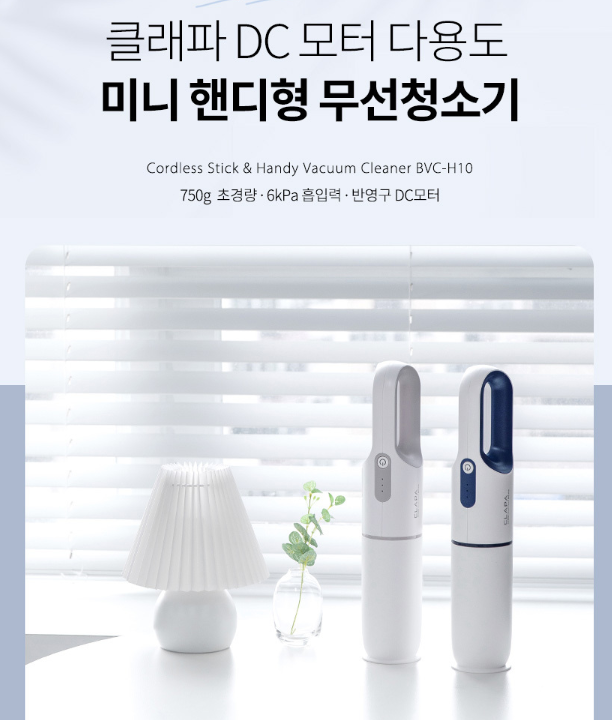 클래파 DC 모터 다용도
미니 핸디형 무선청소기
Cordless Stick & Handy Vacuum Cleaner BVC-H10
750g 초경량 · 6kPa 흡입력 · 반영구 DC모터
CLAPA